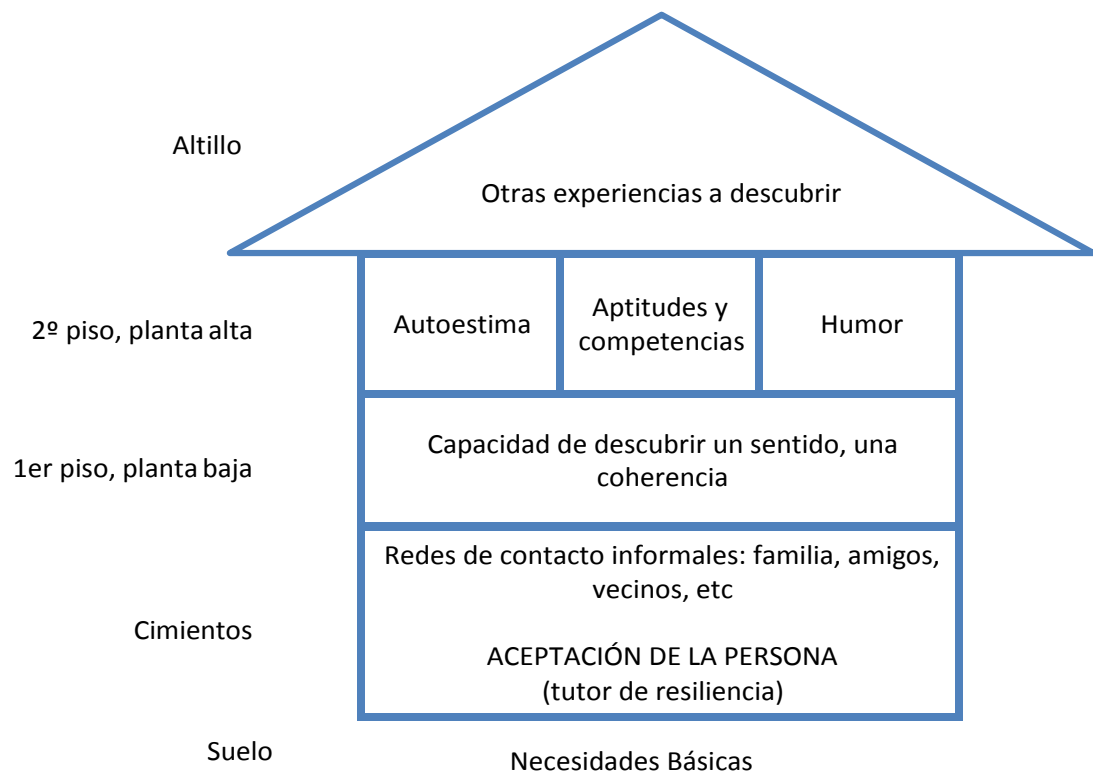 Altillo
Otras experiencias a descubrir
2º piso, planta alta
Autoestima
Aptitudes y
competencias
Humor
1er piso, planta baja
Capacidad de descubrir un sentido, una
coherencia
Cimientos
Redes de contacto informales: familia, amigos,
vecinos, etc
ACEPTACIÓN DE LA PERSONA
(tutor de resiliencia)
Suelo
Necesidades Básicas